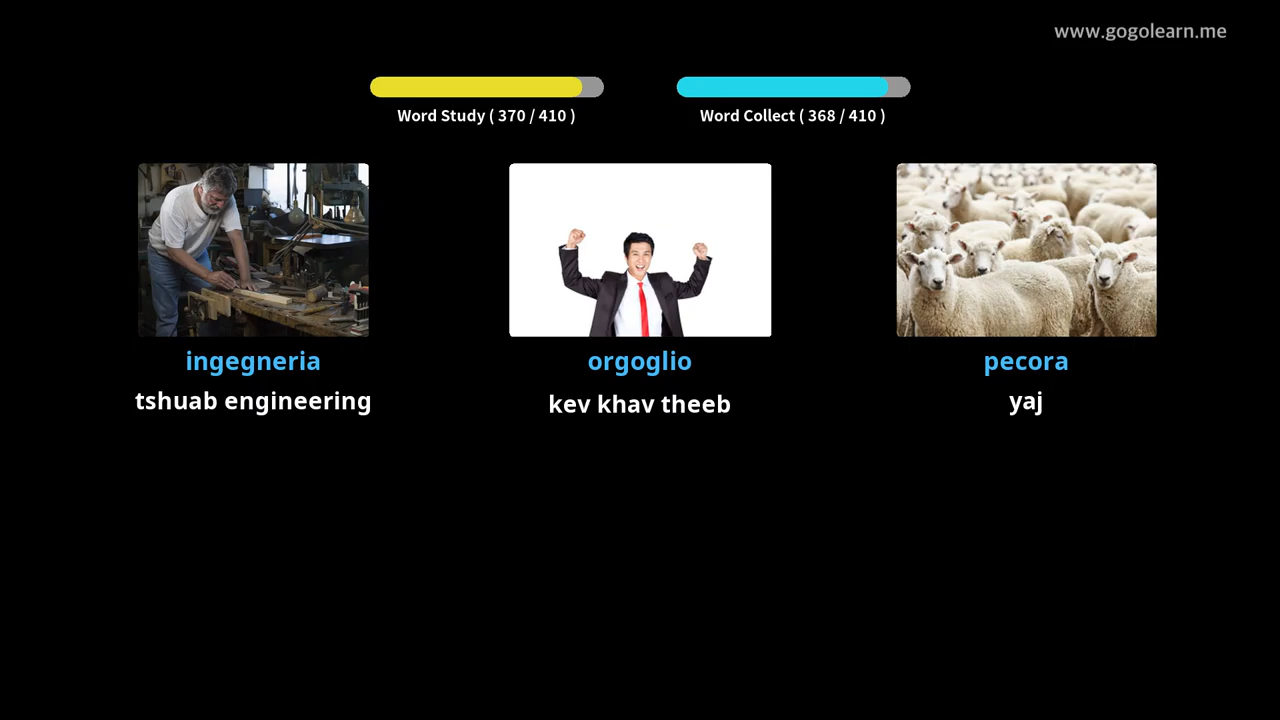 www.gogolearn.me
Word Study ( 370 / 410 )
Word Collect ( 368 / 410 )
ingegneria
tshuab engineering
orgoglio
kev khav theeb
pecora
yaj